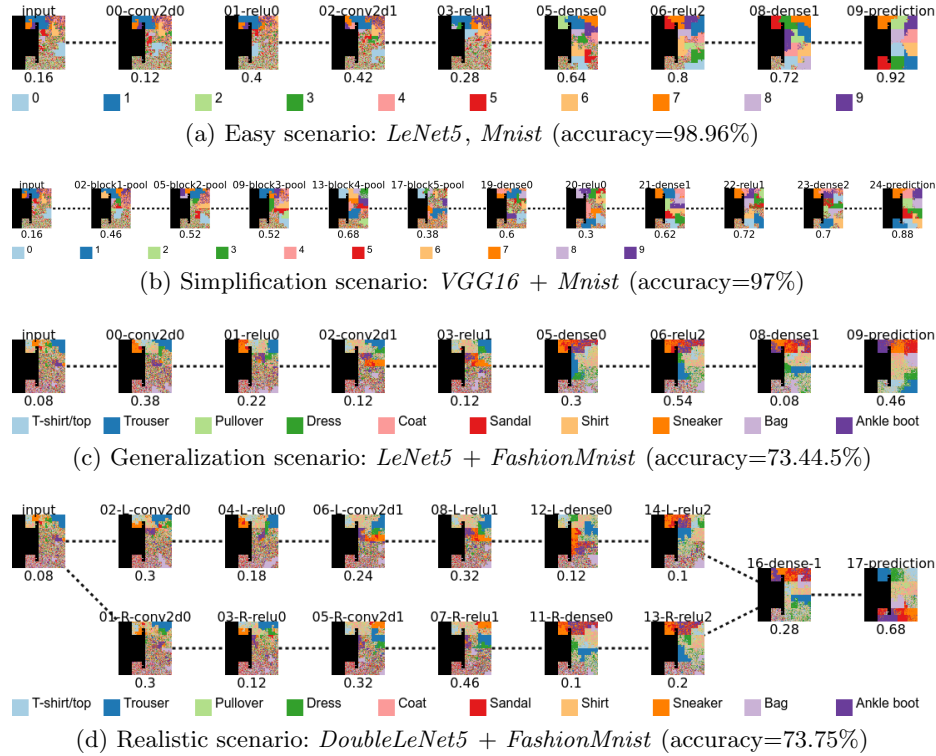 input 00-conv2d0 01-relu0 02-conv2d1 03-relu1 05-dense0 06-relu2 08-dense1 09-prediction
0.16 0.12 0.4 0.42 0.28 0.64 0.8 0.72 0.92
0 1 2 3 4 5 6 7 8 9
(a) Easy scenario: LeNet5, Mnist (accuracy=98.96%)
input 02-block1-pool 05-block2-pool 09-block3-pool 13-block4-pool 17-block5-pool 19-dense0 20-relu0 21-dense1 22-relu1 23-dense2 24-prediction
0.16 0.46 0.52 0.52 0.68 0.38 0.6 0.3 0.62 0.72 0.7 0.88
0 1 2 3 4 5 6 7 8 9
(b) Simplification scenario: VGG16 + Mnist (accuracy=97%)
input 00-conv2d0 01-relu0 02-conv2d1 03-relu1 05-dense0 06-relu2 08-dense1 09-prediction
0.08 0.38 0.22 0.12 0.12 0.3 0.54 0.08 0.46
T-shirt/top Trouser Pullover Dress Coat Sandal Shirt Sneaker Bag Ankle boot
(c) Generalization scenario: LeNet5 + FashionMnist (accuracy=73.44.5%)
input 02-L-conv2d0 04-L-relu0 06-L-conv2d1 08-L-relu1 12-L-dense0 14-L-relu2
0.08 0.3 0.18 0.24 0.32 0.12 0.1
16-dense-1 17-prediction
0.28 0.68
01-R-conv2d0 03-R-relu0 05-R-conv2d1 07-R-relu1 11-R-dense0 13-R-relu2
0.3 0.12 0.32 0.46 0.1 0.2
T-shirt/top Trouser Pullover Dress Coat Sandal Shirt Sneaker Bag Ankle boot
(d) Realistic scenario: DoubleLeNet5 + FashionMnist (accuracy=73.75%)